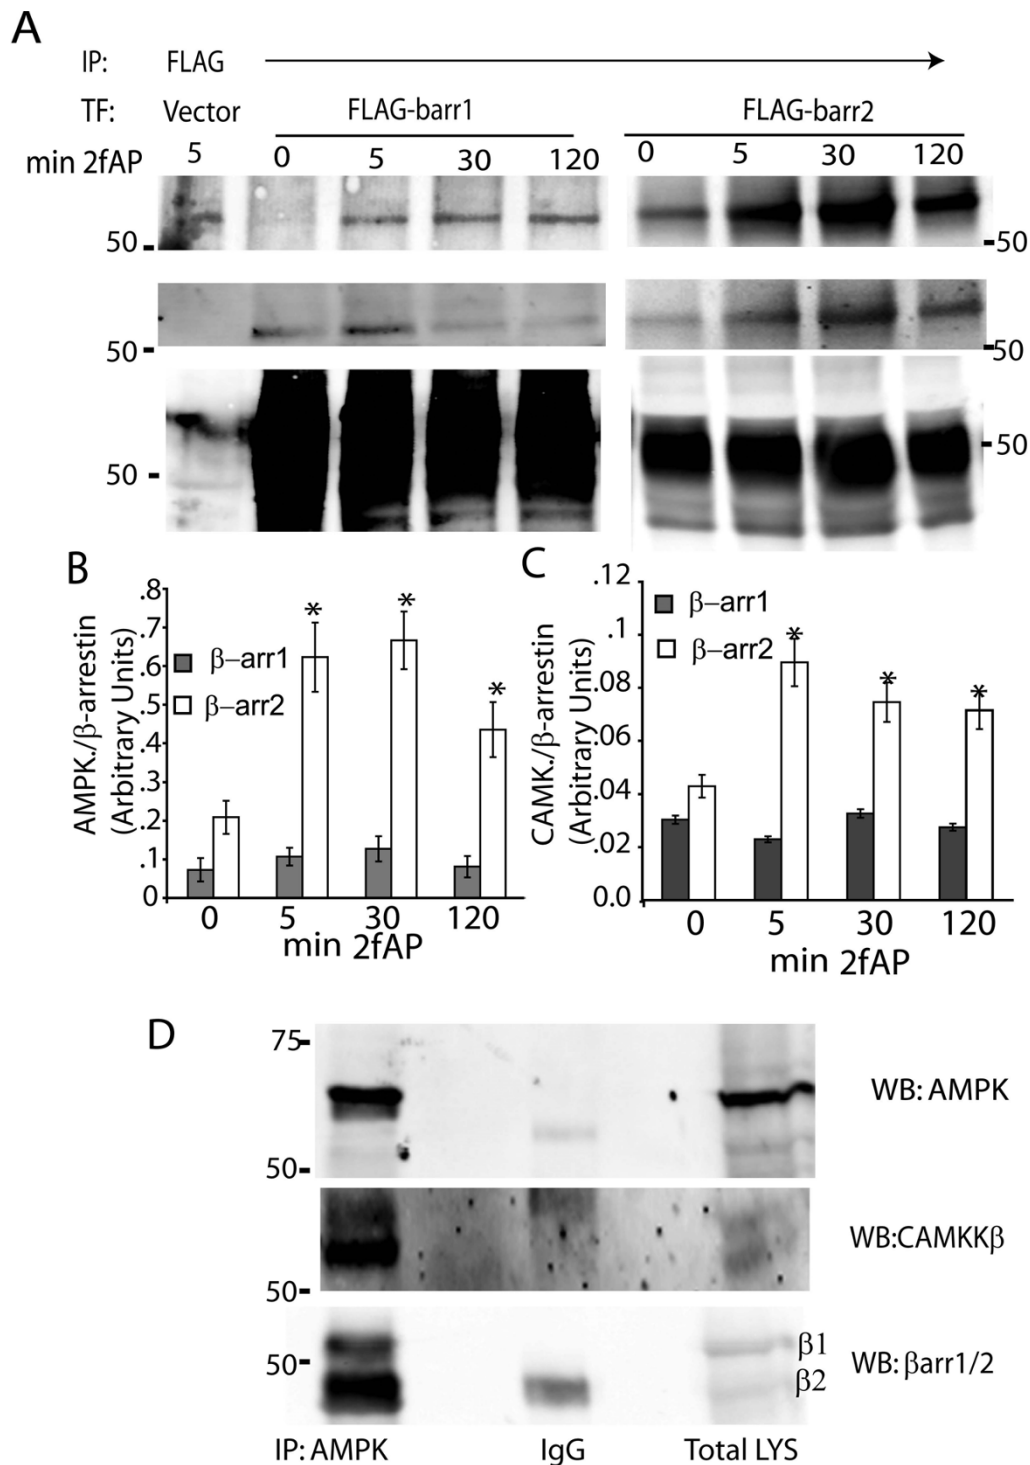 A
IP: FLAG
TF: Vector FLAG-barr1 FLAG-barr2
min 2fAP 5 0 5 30 120 0 5 30 120
50 50
50 50
50 50
B
.8
.7
.6
.5
.4
.2
.1
0
AMPK./β-arrestin
(Arbitrary Units)
β–arr1
β–arr2
* * *
0 5 30 120
min 2fAP
C
.12
.1
.08
.06
.04
.02
0.0
CAMK./β-arrestin
(Arbitrary Units)
β–arr1
β–arr2
* * *
0 5 30 120
min 2fAP
D
75
50
WB: AMPK
50
WB:CAMKKβ
50
β1
β2
WB: βarr1/2
IP: AMPK IgG Total LYS